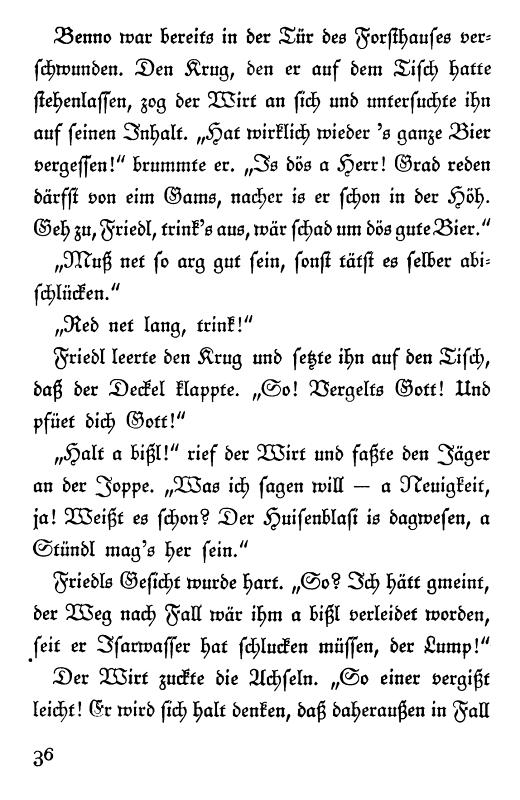 Benno war bereits in der Tür des Forsthauses ver-
schwunden. Den Krug, den er auf dem Tisch hatte
stehenlassen, zog der Wirt an sich und untersuchte ihn
auf seinen Inhalt. „Hat wirklich wieder 's ganze Bier
vergessen!“ brummte er. „Is dös a Herr! Grad reden
därfst von eim Gams, nacher is er schon in der Höh.
Geh zu, Friedl, trink's aus, wär schad um dös gute Bier.“
„Muß net so arg gut sein, sonst tätst es selber abi-
schlücken.“
„Red net lang, trink!“
Friedl leerte den Krug und setzte ihn auf den Tisch,
daß der Deckel klappte. „So! Vergelts Gott! Und
pfüet dich Gott!“
„Halt a bißl!“ rief der Wirt und faßte den Jäger
an der Joppe. „Was ich sagen will — a Neuigkeit,
ja! Weißt es schon? Der Huisenblasi is dagwesen, a
Stündl mag's her sein.“
Friedls Gesicht wurde hart. „So? Ich hätt gmeint,
der Weg nach Fall wär ihm a bißl verleidet worden,
seit er Isarwasser hat schlucken müssen, der Lump!“
Der Wirt zuckte die Achseln. „So einer vergißt
leicht! Er wird sich halt denken, daß daheraußen in Fall
36